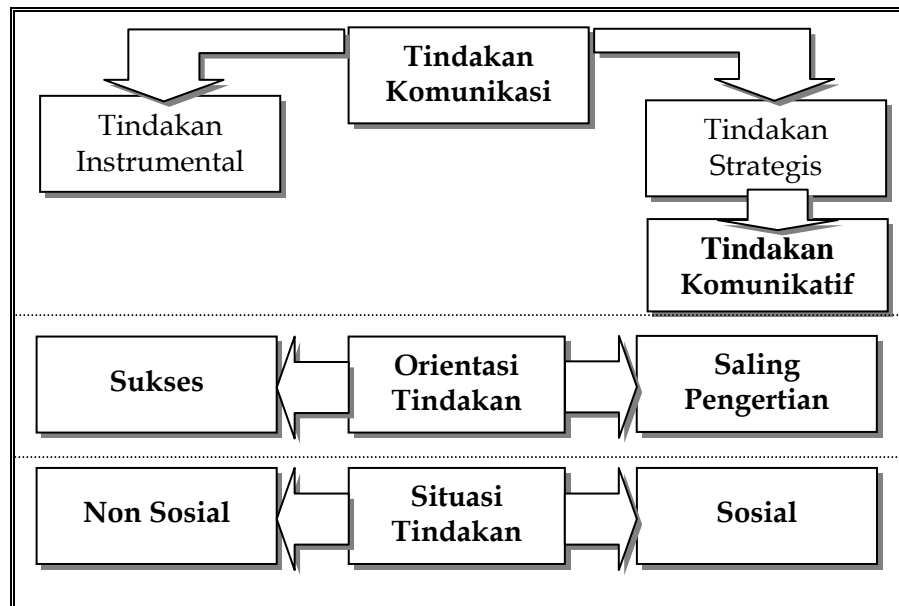 Tindakan
Komunikasi
Tindakan
Instrumental
Tindakan
Strategis
Tindakan
Komunikatif
Sukses
Orientasi
Tindakan
Saling
Pengertian
Non Sosial
Situasi
Tindakan
Sosial